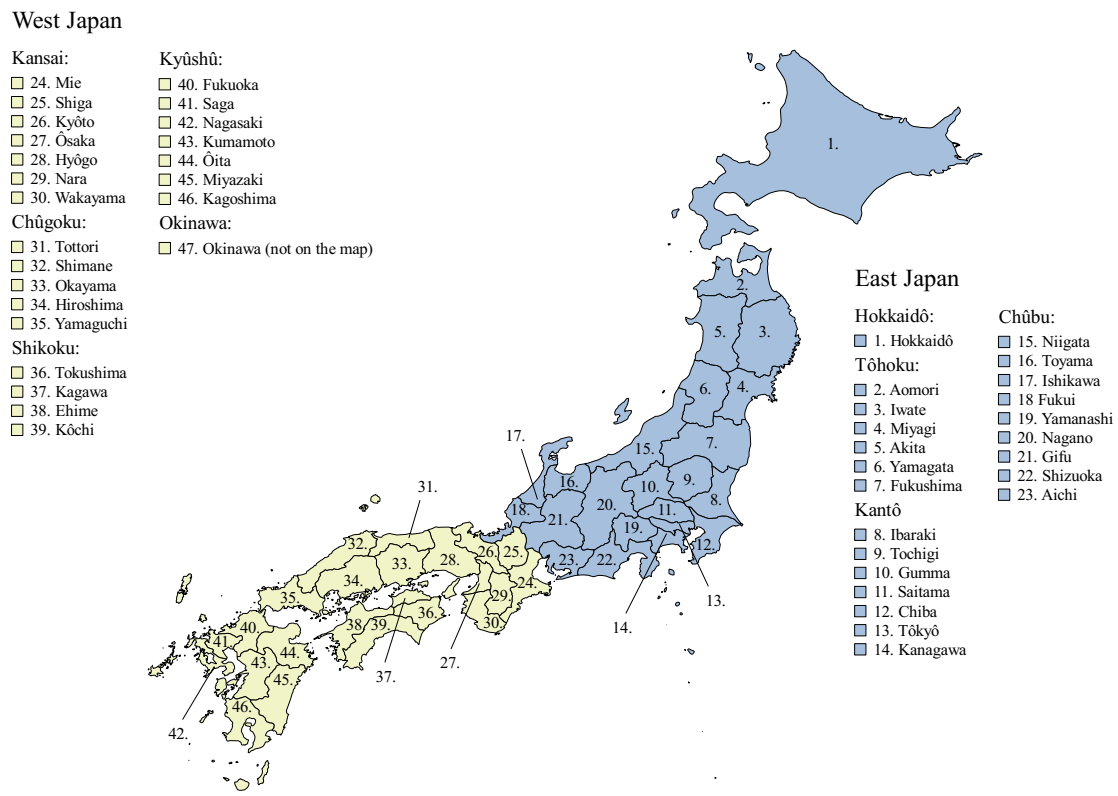 West Japan
Kansai:
24. Mie
25. Shiga
26. Kyôto
27. Ôsaka
28. Hyôgo
29. Nara
30. Wakayama
Chûgoku:
31. Tottori
32. Shimane
33. Okayama
34. Hiroshima
35. Yamaguchi
Shikoku:
36. Tokushima
37. Kagawa
38. Ehime
39. Kôchi
Kyûshû:
40. Fukuoka
41. Saga
42. Nagasaki
43. Kumamoto
44. Ôita
45. Miyazaki
46. Kagoshima
Okinawa:
47. Okinawa (not on the map)
East Japan
Hokkaidô:
1. Hokkaidô
Tôhoku:
2. Aomori
3. Iwate
4. Miyagi
5. Akita
6. Yamagata
7. Fukushima
Kantô
8. Ibaraki
9. Tochigi
10. Gumma
11. Saitama
12. Chiba
13. Tôkyô
14. Kanagawa
Chûbu:
15. Niigata
16. Toyama
17. Ishikawa
18 Fukui
19. Yamanashi
20. Nagano
21. Gifu
22. Shizuoka
23. Aichi
1.
2.
5.
3.
6.
4.
17.
15.
7.
16.
10.
9.
31.
18.
20.
8.
21.
11.
19.
32.
33.
28.
26.
25.
23.
22.
12.
34.
24.
35.
29.
13.
36.
40.
38.
39.
30.
14.
41.
44.
43.
27.
37.
45.
46.
42.